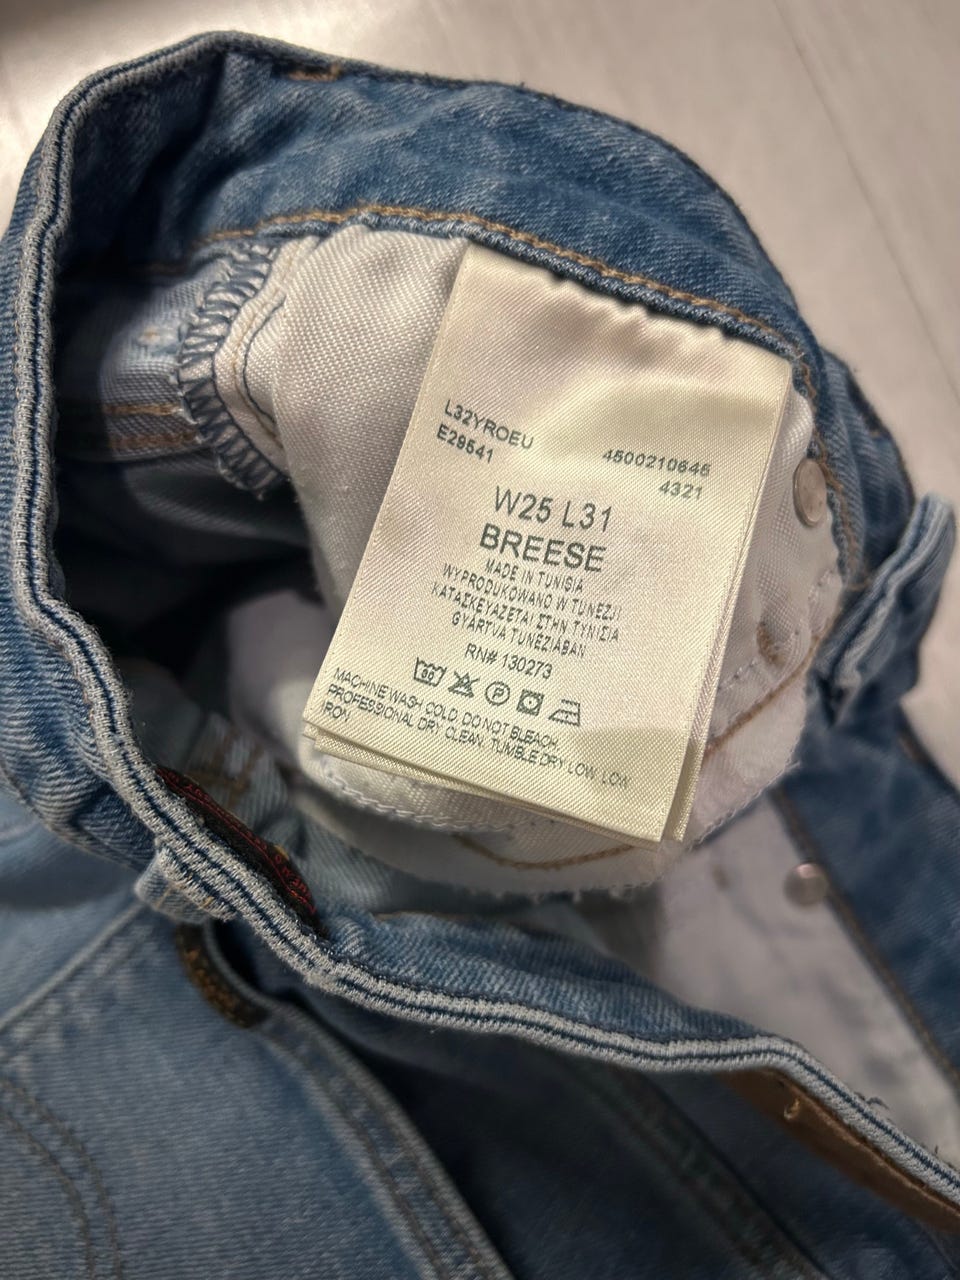 L32YROEU
E29541
4500210646
4321
W25 L31
BREESE
MADE IN TUNISIA
WYPRODUKOWANO W TUNEZJI
ΚΑΤΑΣΚΕΥΑΖΕΤΑΙ ΣΤΗΝ ΤΥΝΙΣΙΑ
GYÁRTVA TUNÉZIÁBAN
RN# 130273
MACHINE WASH COLD. DO NOT BLEACH.
PROFESSIONAL DRY CLEAN. TUMBLE DRY LOW. LOW
IRON